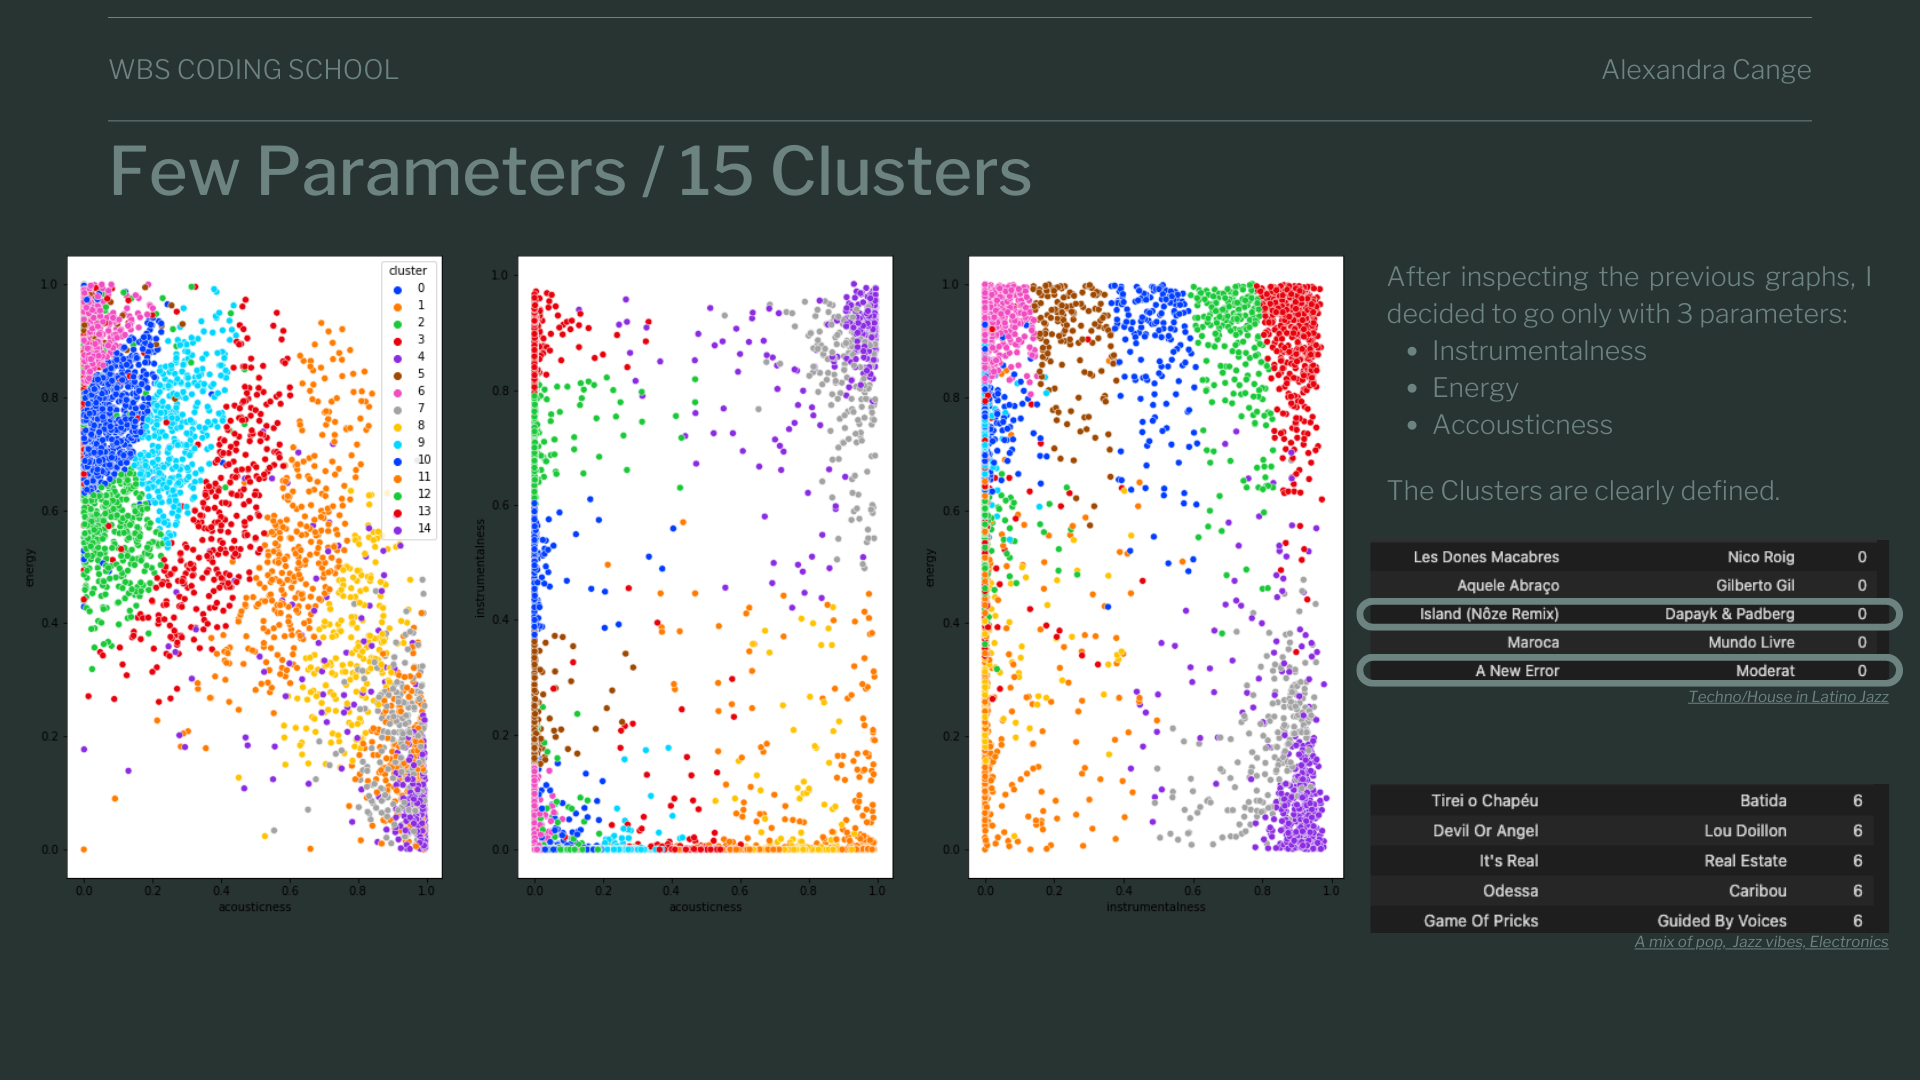 WBS CODING SCHOOL
Alexandra Cange
Few Parameters / 15 Clusters
cluster
0
1
2
3
4
5
6
7
8
9
10
11
12
13
14
1.0
0.8
0.6
0.4
0.2
0.0
energy
0.0 0.2 0.4 0.6 0.8 1.0
acousticness
1.0
0.8
0.6
0.4
0.2
0.0
instrumentalness
0.0 0.2 0.4 0.6 0.8 1.0
acousticness
1.0
0.8
0.6
0.4
0.2
0.0
energy
0.0 0.2 0.4 0.6 0.8 1.0
instrumentalness
After inspecting the previous graphs, I
decided to go only with 3 parameters:
• Instrumentalness
• Energy
• Accousticness
The Clusters are clearly defined.
Les Dones Macabres Nico Roig 0
Aquele Abraço Gilberto Gil 0
Island (Nôze Remix) Dapayk & Padberg 0
Maroca Mundo Livre 0
A New Error Moderat 0
Techno/House in Latino Jazz
Tirei o Chapéu Batida 6
Devil Or Angel Lou Doillon 6
It's Real Real Estate 6
Odessa Caribou 6
Game Of Pricks Guided By Voices 6
A mix of pop, Jazz vibes, Electronics